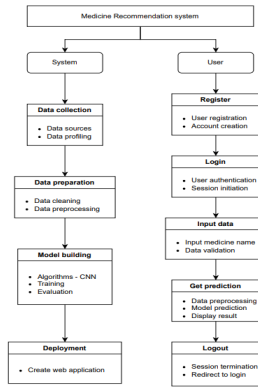 Medicine Recommendation system
System
User
Data collection
• Data sources
• Data profiling
Register
• User registration
• Account creation
Data preparation
• Data cleaning
• Data preprocessing
Login
• User authentication
• Session initiation
Model building
• Algorithms - CNN
• Training
• Evaluation
Input data
• Input medicine name
• Data validation
Get prediction
• Data preprocessing
• Model prediction
• Display result
Deployment
• Create web application
Logout
• Session termination
• Redirect to login